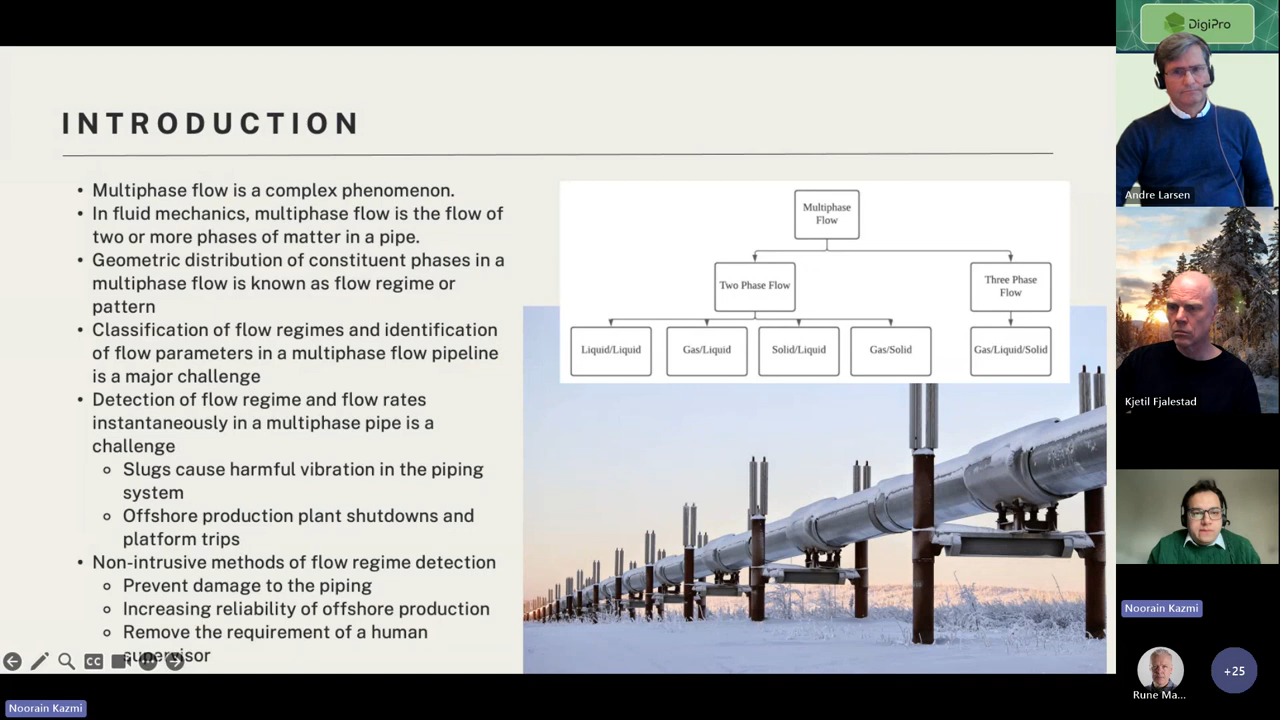 DigiPro
INTRODUCTION
• Multiphase flow is a complex phenomenon.
• In fluid mechanics, multiphase flow is the flow of
two or more phases of matter in a pipe.
• Geometric distribution of constituent phases in a
multiphase flow is known as flow regime or
pattern
• Classification of flow regimes and identification
of flow parameters in a multiphase flow pipeline
is a major challenge
• Detection of flow regime and flow rates
instantaneously in a multiphase pipe is a
challenge
Slugs cause harmful vibration in the piping
system
Offshore production plant shutdowns and
platform trips
• Non-intrusive methods of flow regime detection
Prevent damage to the piping
Increasing reliability of offshore production
Remove the requirement of a human
supervisor
CC
Multiphase
Flow
Two Phase Flow
Three Phase
Flow
Liquid/Liquid
Gas/Liquid
Solid/Liquid
Gas/Solid
Gas/Liquid/Solid
Andre Larsen
Kjetil Fjalestad
Noorain Kazmi
Rune Ma...
+25
Noorain Kazmi